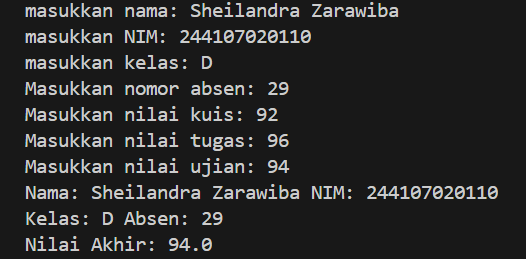 masukkan nama: Sheilandra Zarawiba
masukkan NIM: 244107020110
masukkan kelas: D
Masukkan nomor absen: 29
Masukkan nilai kuis: 92
Masukkan nilai tugas: 96
Masukkan nilai ujian: 94
Nama: Sheilandra Zarawiba NIM: 244107020110
Kelas: D Absen: 29
Nilai Akhir: 94.0